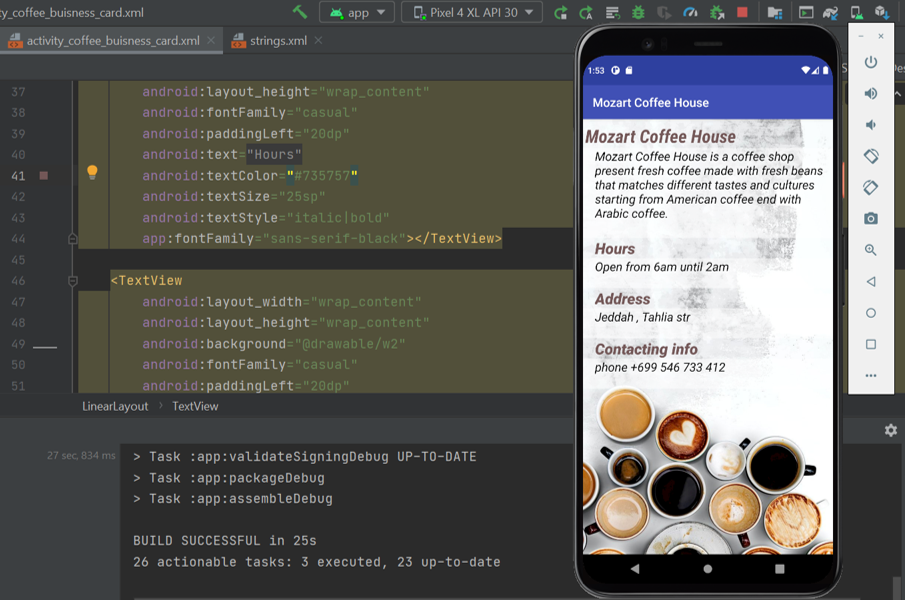 ty_coffee_buisness_card.xml
app
Pixel 4 XL API 30
activity_coffee_buisness_card.xml
strings.xml
37 android:layout_height="wrap_content"
38 android:fontFamily="casual"
39 android:paddingLeft="20dp"
40 android:text="Hours"
41 android:textColor="#735757"
42 android:textSize="25sp"
43 android:textStyle="italic|bold"
44 app:fontFamily="sans-serif-black"></TextView>
45
46 <TextView
47 android:layout_width="wrap_content"
48 android:layout_height="wrap_content"
49 android:background="@drawable/w2"
50 android:fontFamily="casual"
51 android:paddingLeft="20dp"
LinearLayout > TextView
27 sec, 834 ms
> Task :app:validateSigningDebug UP-TO-DATE
> Task :app:packageDebug
> Task :app:assembleDebug
BUILD SUCCESSFUL in 25s
26 actionable tasks: 3 executed, 23 up-to-date
1:53
Mozart Coffee House
Mozart Coffee House
Mozart Coffee House is a coffee shop
present fresh coffee made with fresh beans
that matches different tastes and cultures
starting from American coffee end with
Arabic coffee.
Hours
Open from 6am until 2am
Address
Jeddah , Tahlia str
Contacting info
phone +699 546 733 412